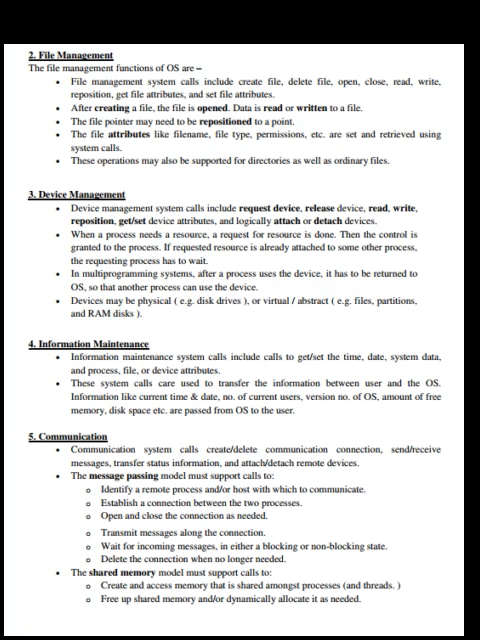 2. File Management
The file management functions of OS are –
• File management system calls include create file, delete file, open, close, read, write,
reposition, get file attributes, and set file attributes.
• After creating a file, the file is opened. Data is read or written to a file.
• The file pointer may need to be repositioned to a point.
• The file attributes like filename, file type, permissions, etc. are set and retrieved using
system calls.
• These operations may also be supported for directories as well as ordinary files.
3. Device Management
• Device management system calls include request device, release device, read, write,
reposition, get/set device attributes, and logically attach or detach devices.
• When a process needs a resource, a request for resource is done. Then the control is
granted to the process. If requested resource is already attached to some other process,
the requesting process has to wait.
• In multiprogramming systems, after a process uses the device, it has to be returned to
OS, so that another process can use the device.
• Devices may be physical ( e.g. disk drives ), or virtual / abstract ( e.g. files, partitions,
and RAM disks ).
4. Information Maintenance
• Information maintenance system calls include calls to get/set the time, date, system data,
and process, file, or device attributes.
• These system calls care used to transfer the information between user and the OS.
Information like current time & date, no. of current users, version no. of OS, amount of free
memory, disk space etc. are passed from OS to the user.
5. Communication
• Communication system calls create/delete communication connection, send/receive
messages, transfer status information, and attach/detach remote devices.
• The message passing model must support calls to:
o Identify a remote process and/or host with which to communicate.
o Establish a connection between the two processes.
o Open and close the connection as needed.
o Transmit messages along the connection.
o Wait for incoming messages, in either a blocking or non-blocking state.
o Delete the connection when no longer needed.
• The shared memory model must support calls to:
o Create and access memory that is shared amongst processes (and threads. )
o Free up shared memory and/or dynamically allocate it as needed.